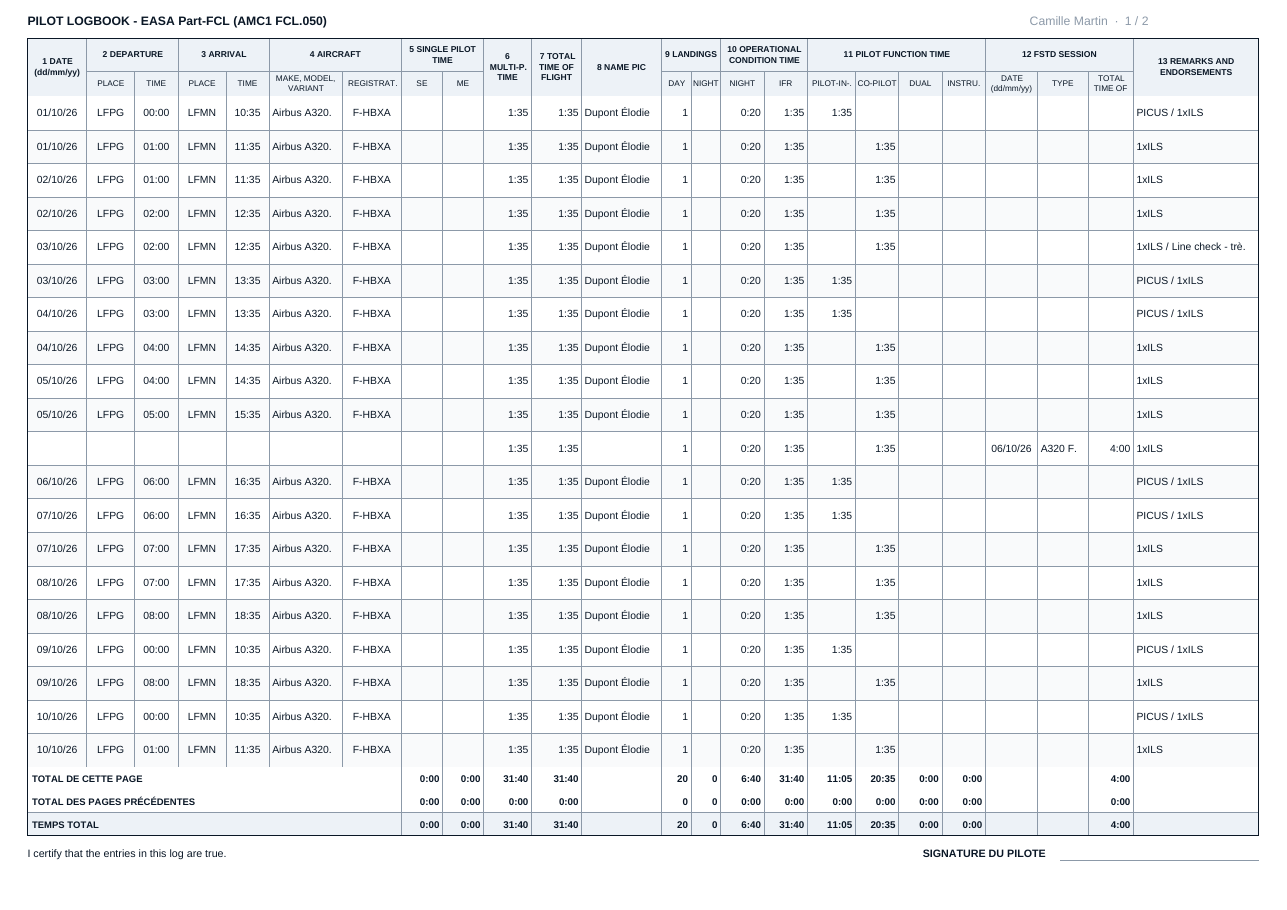 PILOT LOGBOOK - EASA Part-FCL (AMC1 FCL.050)
Camille Martin · 1 / 2
1 DATE (dd/mm/yy) 2 DEPARTURE 3 ARRIVAL 4 AIRCRAFT 5 SINGLE PILOT TIME 6 MULTI-P. TIME 7 TOTAL TIME OF FLIGHT 8 NAME PIC 9 LANDINGS 10 OPERATIONAL CONDITION TIME 11 PILOT FUNCTION TIME 12 FSTD SESSION 13 REMARKS AND ENDORSEMENTS
PLACE TIME PLACE TIME MAKE, MODEL, VARIANT REGISTRAT. SE ME DAY NIGHT NIGHT IFR PILOT-IN-. CO-PILOT DUAL INSTRU. DATE (dd/mm/yy) TYPE TOTAL TIME OF
01/10/26 LFPG 00:00 LFMN 10:35 Airbus A320. F-HBXA 1:35 1:35 Dupont Élodie 1 0:20 1:35 1:35 PICUS / 1xILS
01/10/26 LFPG 01:00 LFMN 11:35 Airbus A320. F-HBXA 1:35 1:35 Dupont Élodie 1 0:20 1:35 1:35 1xILS
02/10/26 LFPG 01:00 LFMN 11:35 Airbus A320. F-HBXA 1:35 1:35 Dupont Élodie 1 0:20 1:35 1:35 1xILS
02/10/26 LFPG 02:00 LFMN 12:35 Airbus A320. F-HBXA 1:35 1:35 Dupont Élodie 1 0:20 1:35 1:35 1xILS
03/10/26 LFPG 02:00 LFMN 12:35 Airbus A320. F-HBXA 1:35 1:35 Dupont Élodie 1 0:20 1:35 1:35 1xILS / Line check - trè.
03/10/26 LFPG 03:00 LFMN 13:35 Airbus A320. F-HBXA 1:35 1:35 Dupont Élodie 1 0:20 1:35 1:35 PICUS / 1xILS
04/10/26 LFPG 03:00 LFMN 13:35 Airbus A320. F-HBXA 1:35 1:35 Dupont Élodie 1 0:20 1:35 1:35 PICUS / 1xILS
04/10/26 LFPG 04:00 LFMN 14:35 Airbus A320. F-HBXA 1:35 1:35 Dupont Élodie 1 0:20 1:35 1:35 1xILS
05/10/26 LFPG 04:00 LFMN 14:35 Airbus A320. F-HBXA 1:35 1:35 Dupont Élodie 1 0:20 1:35 1:35 1xILS
05/10/26 LFPG 05:00 LFMN 15:35 Airbus A320. F-HBXA 1:35 1:35 Dupont Élodie 1 0:20 1:35 1:35 1xILS
1:35 1:35 1 0:20 1:35 1:35 06/10/26 A320 F. 4:00 1xILS
06/10/26 LFPG 06:00 LFMN 16:35 Airbus A320. F-HBXA 1:35 1:35 Dupont Élodie 1 0:20 1:35 1:35 PICUS / 1xILS
07/10/26 LFPG 06:00 LFMN 16:35 Airbus A320. F-HBXA 1:35 1:35 Dupont Élodie 1 0:20 1:35 1:35 PICUS / 1xILS
07/10/26 LFPG 07:00 LFMN 17:35 Airbus A320. F-HBXA 1:35 1:35 Dupont Élodie 1 0:20 1:35 1:35 1xILS
08/10/26 LFPG 07:00 LFMN 17:35 Airbus A320. F-HBXA 1:35 1:35 Dupont Élodie 1 0:20 1:35 1:35 1xILS
08/10/26 LFPG 08:00 LFMN 18:35 Airbus A320. F-HBXA 1:35 1:35 Dupont Élodie 1 0:20 1:35 1:35 1xILS
09/10/26 LFPG 00:00 LFMN 10:35 Airbus A320. F-HBXA 1:35 1:35 Dupont Élodie 1 0:20 1:35 1:35 PICUS / 1xILS
09/10/26 LFPG 08:00 LFMN 18:35 Airbus A320. F-HBXA 1:35 1:35 Dupont Élodie 1 0:20 1:35 1:35 1xILS
10/10/26 LFPG 00:00 LFMN 10:35 Airbus A320. F-HBXA 1:35 1:35 Dupont Élodie 1 0:20 1:35 1:35 PICUS / 1xILS
10/10/26 LFPG 01:00 LFMN 11:35 Airbus A320. F-HBXA 1:35 1:35 Dupont Élodie 1 0:20 1:35 1:35 1xILS
TOTAL DE CETTE PAGE 0:00 0:00 31:40 31:40 20 0 6:40 31:40 11:05 20:35 0:00 0:00 4:00
TOTAL DES PAGES PRÉCÉDENTES 0:00 0:00 0:00 0:00 0 0 0:00 0:00 0:00 0:00 0:00 0:00 0:00
TEMPS TOTAL 0:00 0:00 31:40 31:40 20 0 6:40 31:40 11:05 20:35 0:00 0:00 4:00
I certify that the entries in this log are true.
SIGNATURE DU PILOTE